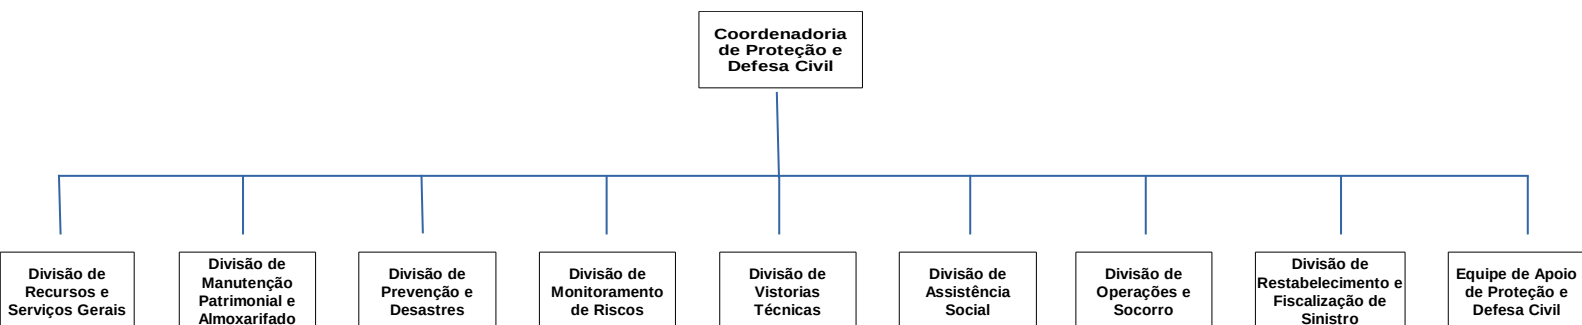 Coordenadoria
de Proteção e
Defesa Civil
Divisão de
Recursos e
Serviços Gerais
Divisão de
Manutenção
Patrimonial e
Almoxarifado
Divisão de
Prevenção e
Desastres
Divisão de
Monitoramento
de Riscos
Divisão de
Vistorias
Técnicas
Divisão de
Assistência
Social
Divisão de
Operações e
Socorro
Divisão de
Restabelecimento e
Fiscalização de
Sinistro
Equipe de Apoio
de Proteção e
Defesa Civil